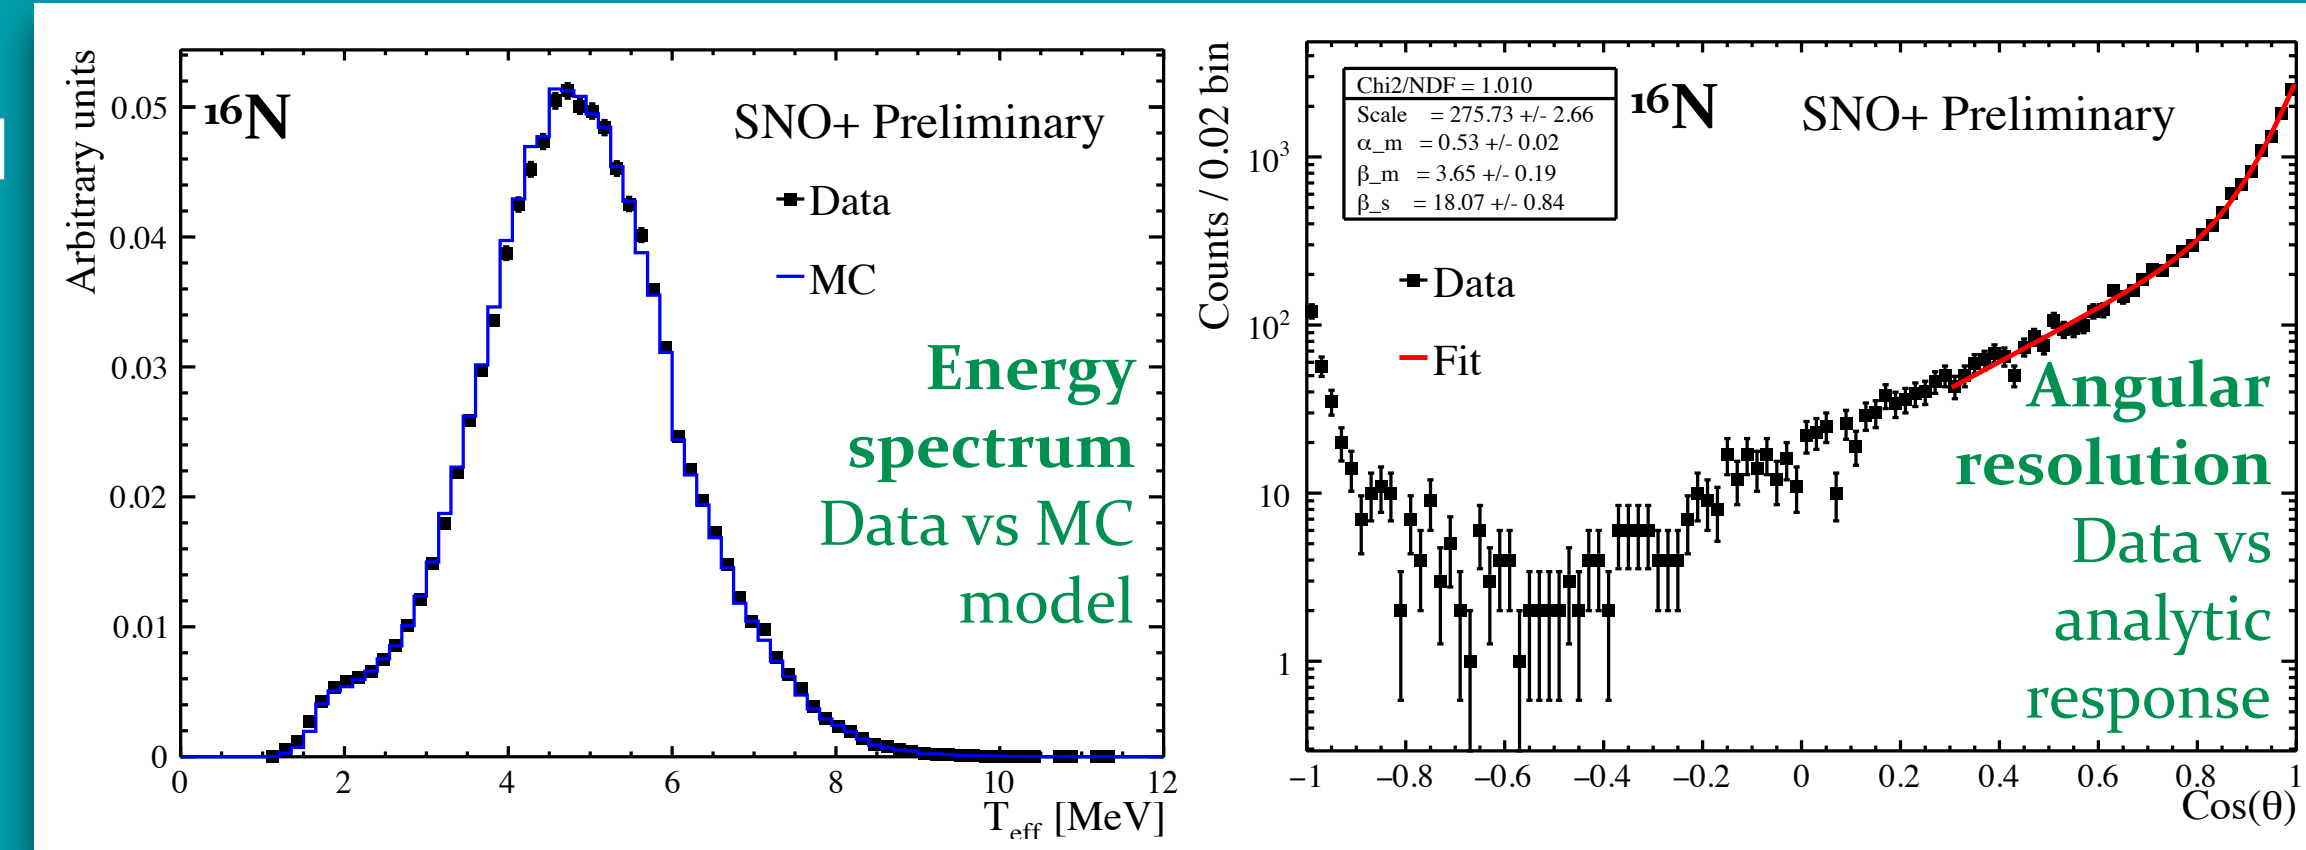 Arbitrary units
0.05
0.04
0.03
0.02
0.01
0
¹⁶N
SNO+ Preliminary
Data
MC
Energy
spectrum
Data vs MC
model
0 2 4 6 8 10 12
T_eff [MeV]
Counts / 0.02 bin
10³
10²
10
1
Chi2/NDF = 1.010
Scale = 275.73 +/- 2.66
α_m = 0.53 +/- 0.02
β_m = 3.65 +/- 0.19
β_s = 18.07 +/- 0.84
¹⁶N
SNO+ Preliminary
Data
Fit
Angular
resolution
Data vs
analytic
response
−1 −0.8 −0.6 −0.4 −0.2 0 0.2 0.4 0.6 0.8 1
Cos(θ)